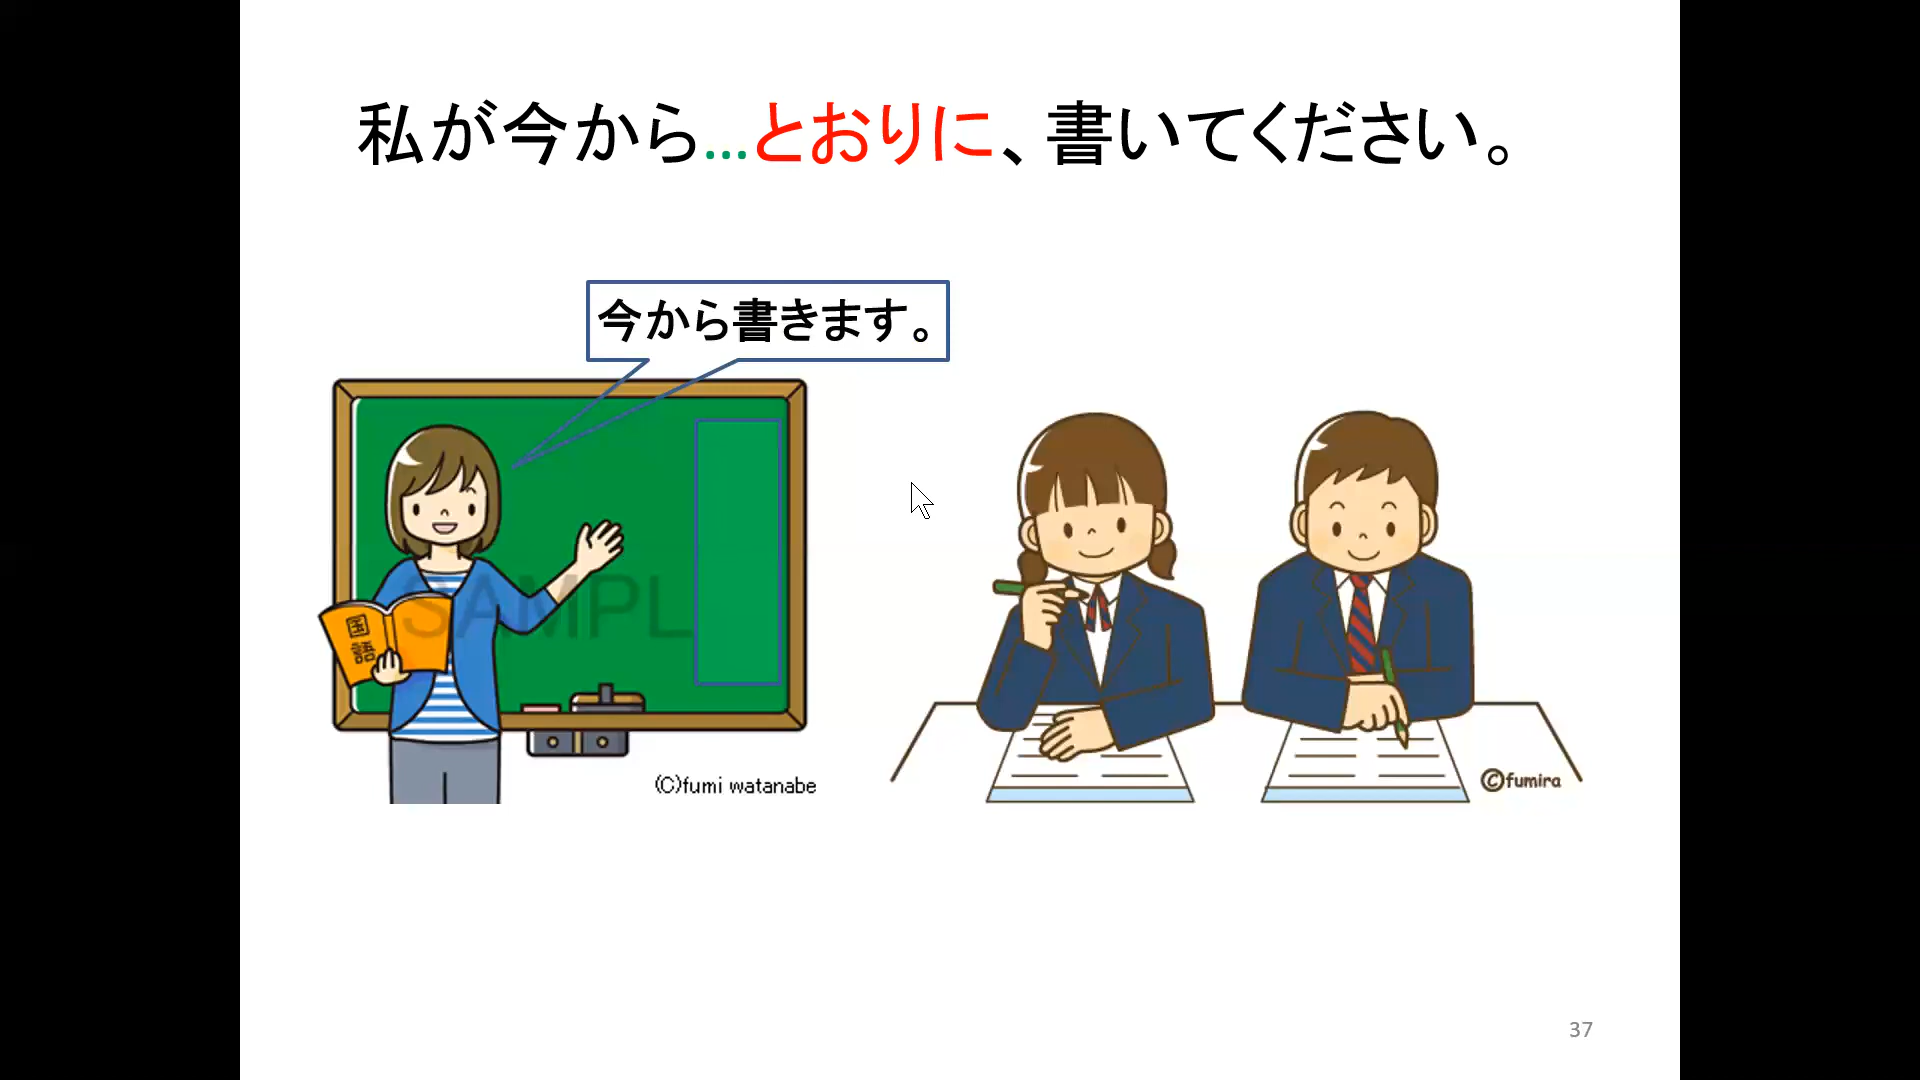 私が今から…とおりに、書いてください。
今から書きます。
国語
SAMPL
(C)fumi watanabe
©fumira
37